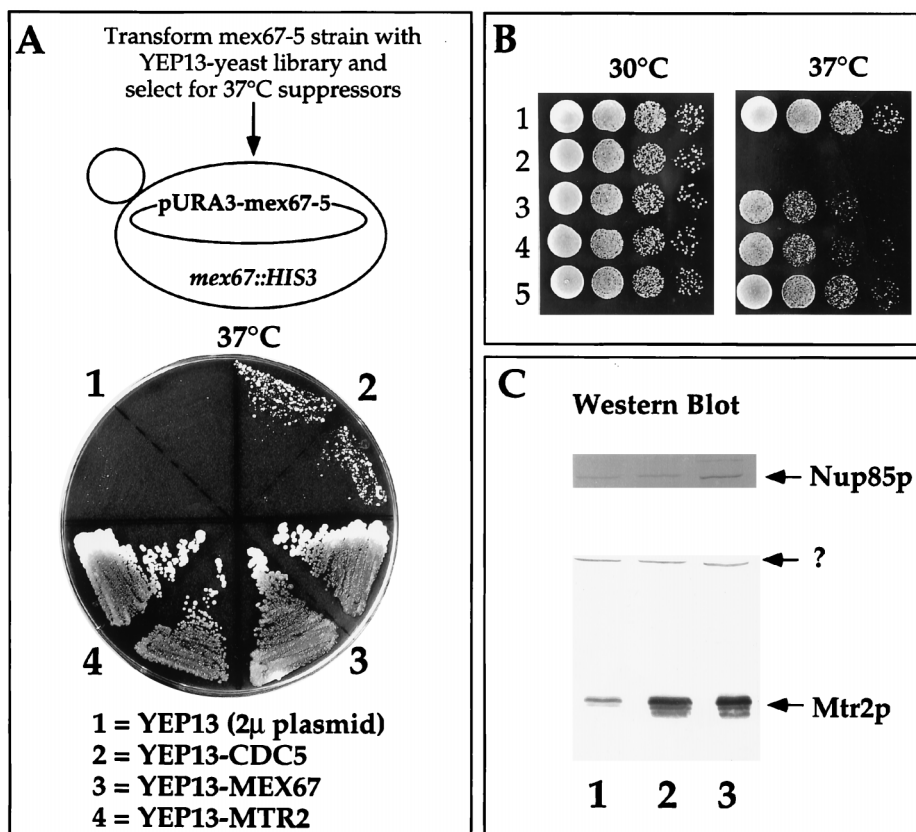 A
Transform mex67-5 strain with
YEP13-yeast library and
select for 37°C suppressors
pURA3-mex67-5
mex67::HIS3
37°C
1
2
4
3
1 = YEP13 (2µ plasmid)
2 = YEP13-CDC5
3 = YEP13-MEX67
4 = YEP13-MTR2
B
30°C 37°C
1
2
3
4
5
C
Western Blot
Nup85p
?
Mtr2p
1 2 3